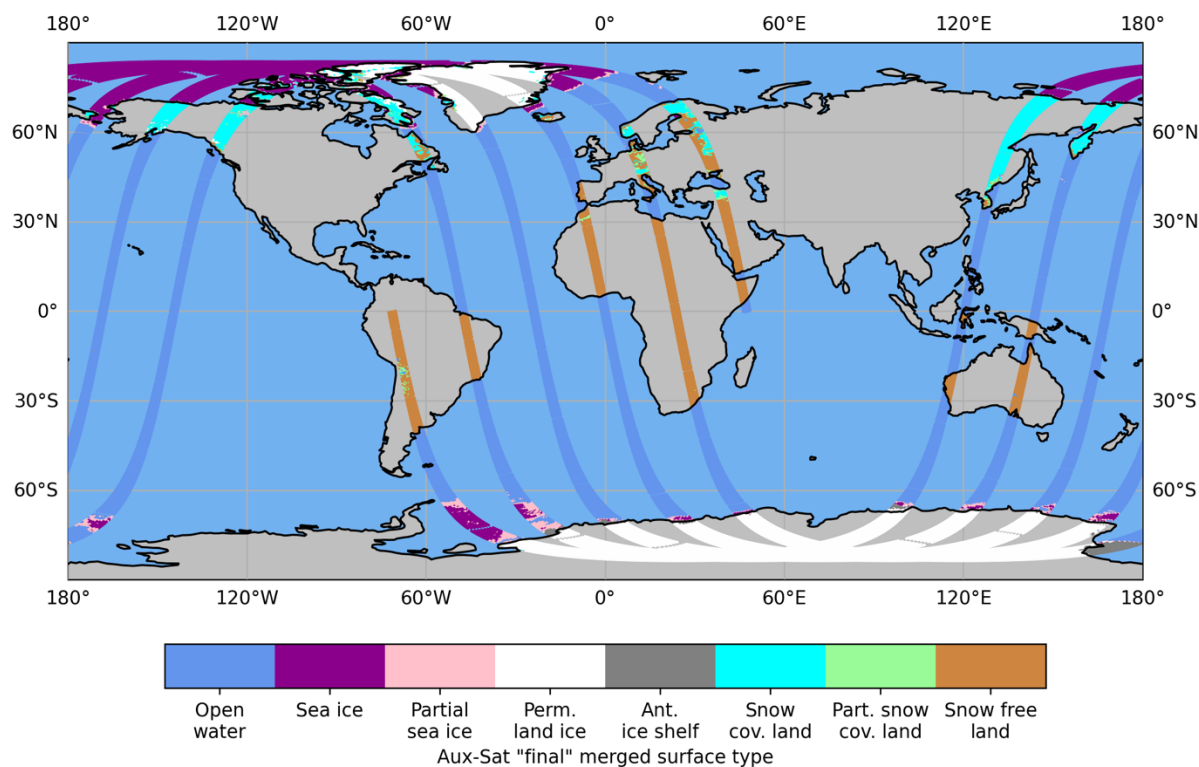 180° 120°W 60°W 0° 60°E 120°E 180°
60°N 60°N
30°N 30°N
0° 0°
30°S 30°S
60°S 60°S
180° 120°W 60°W 0° 60°E 120°E 180°
Open Sea ice Partial Perm. Ant. Snow Part. snow Snow free
water sea ice land ice ice shelf cov. land cov. land land
Aux-Sat "final" merged surface type